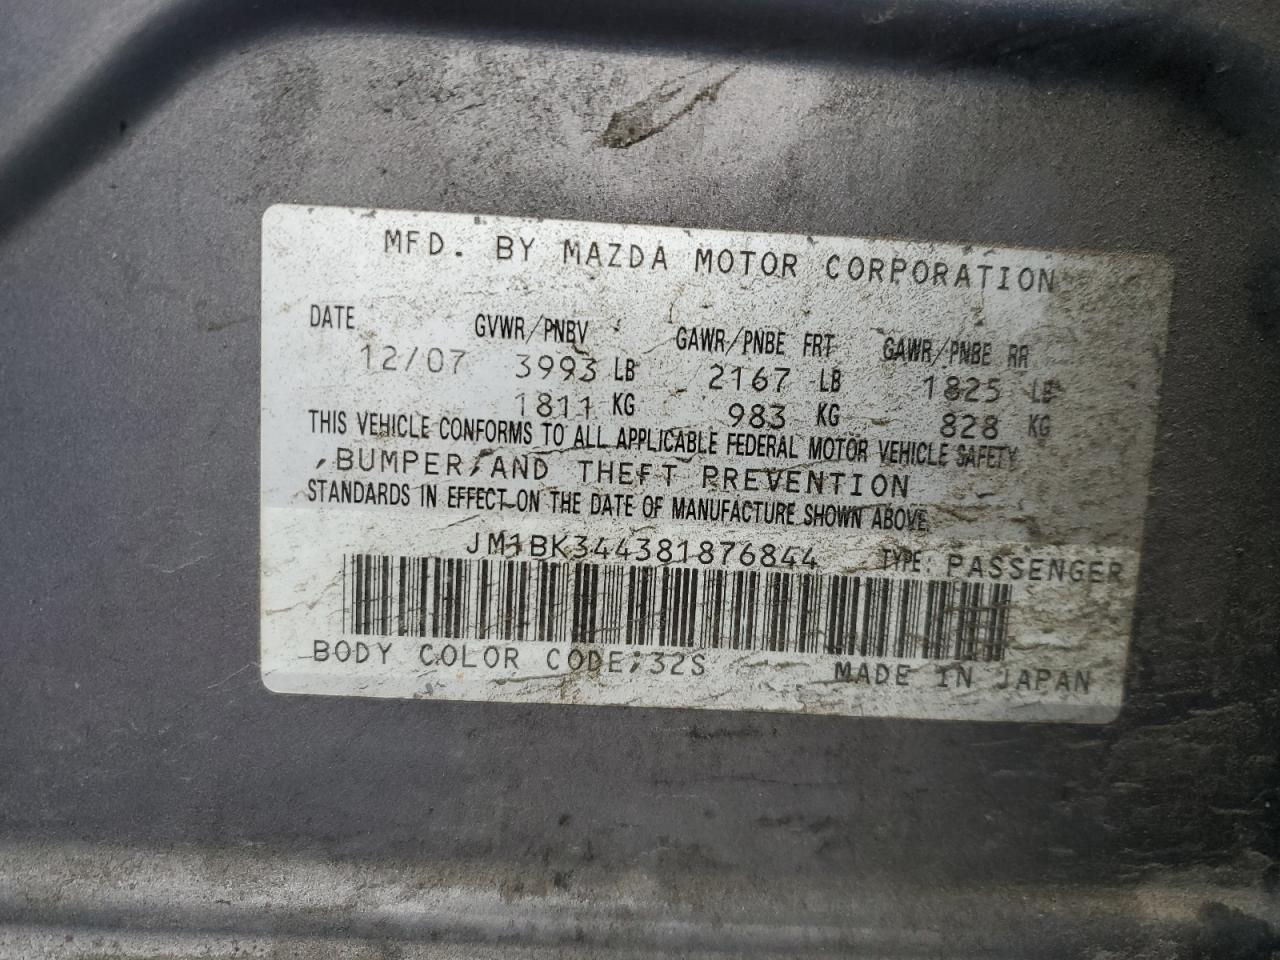 MFD. BY MAZDA MOTOR CORPORATION
DATE GVWR/PNBV GAWR/PNBE FRT GAWR/PNBE RR
12/07 3993 LB 2167 LB 1825 LB
1811 KG 983 KG 828 KG
THIS VEHICLE CONFORMS TO ALL APPLICABLE FEDERAL MOTOR VEHICLE SAFETY
,BUMPER,AND THEFT PREVENTION
STANDARDS IN EFFECT ON THE DATE OF MANUFACTURE SHOWN ABOVE.
JM1BK344381876844 TYPE: PASSENGER
BODY COLOR CODE:32S MADE IN JAPAN